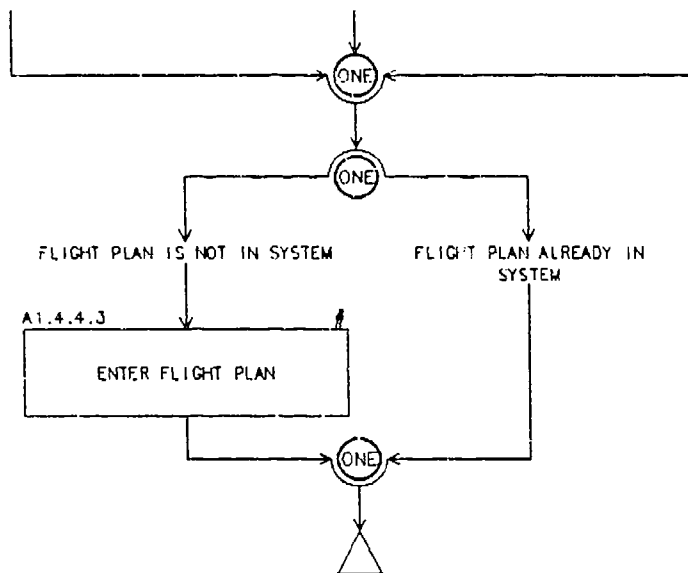 ONE
ONE
FLIGHT PLAN IS NOT IN SYSTEM
FLIGHT PLAN ALREADY IN
SYSTEM
A1.4.4.3
ENTER FLIGHT PLAN
ONE